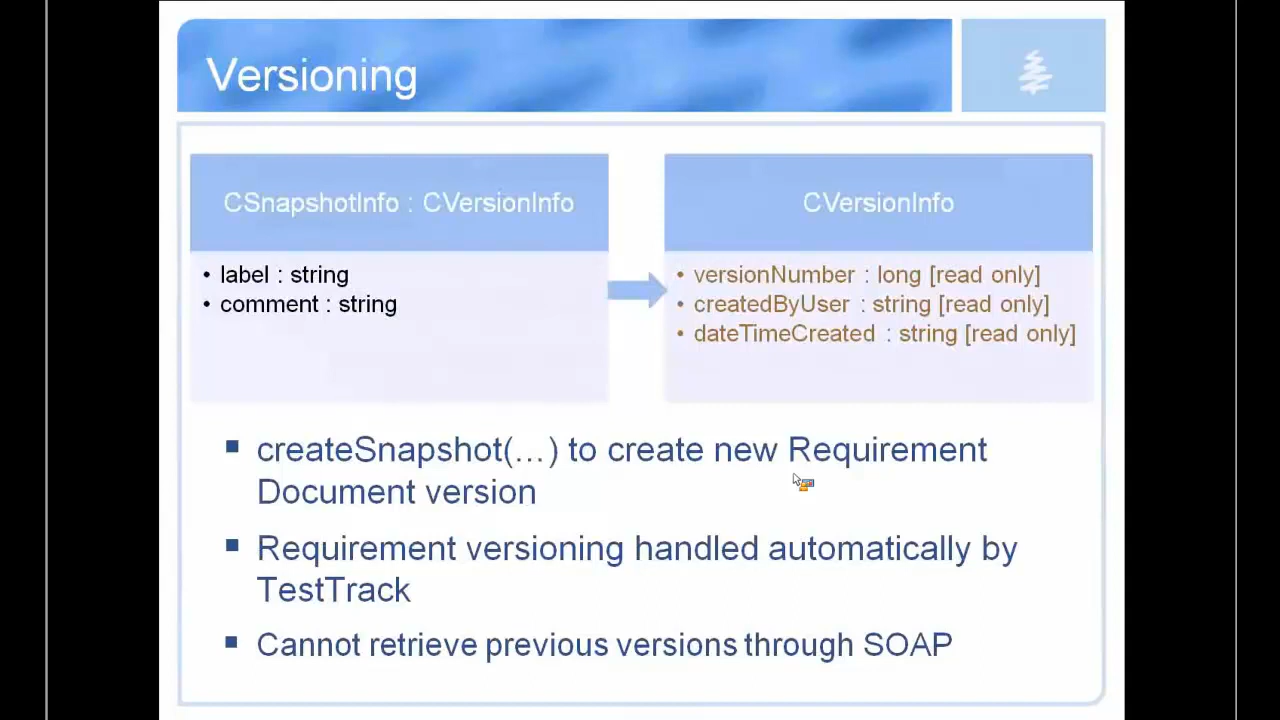 Versioning
CSnapshotInfo : CVersionInfo
• label : string
• comment : string
CVersionInfo
• versionNumber : long [read only]
• createdByUser : string [read only]
• dateTimeCreated : string [read only]
▪ createSnapshot(…) to create new Requirement
Document version
▪ Requirement versioning handled automatically by
TestTrack
▪ Cannot retrieve previous versions through SOAP